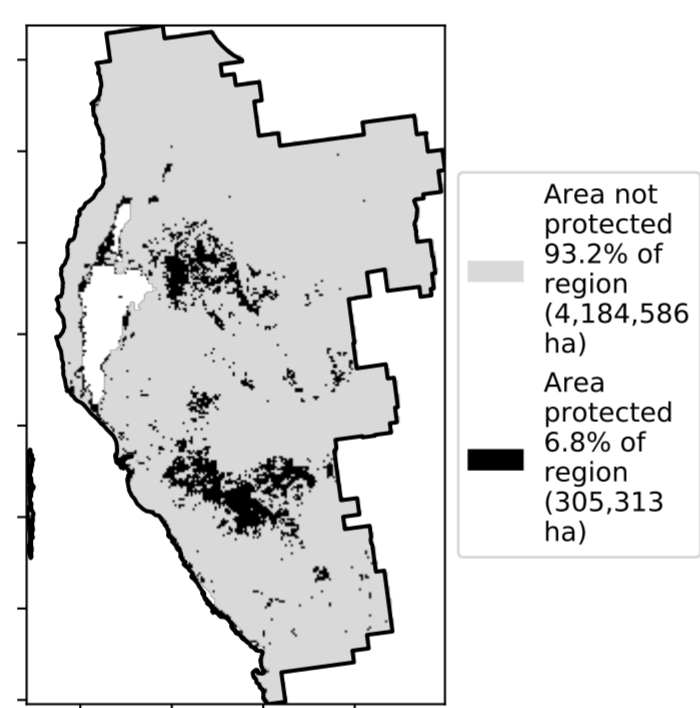 Area not
protected
93.2% of
region
(4,184,586
ha)
Area
protected
6.8% of
region
(305,313
ha)